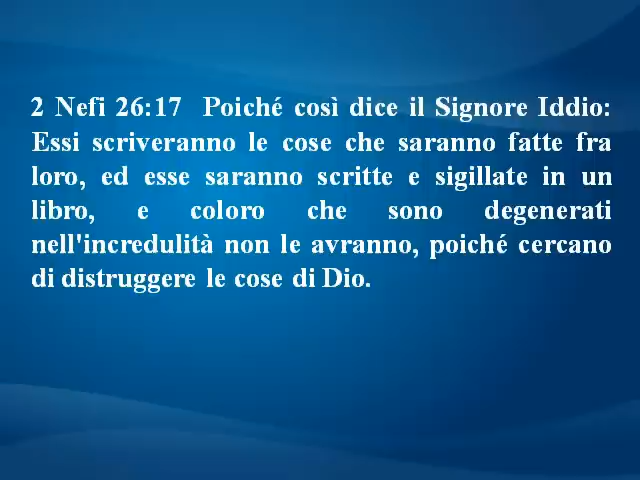 2 Nefi 26:17 Poiché così dice il Signore Iddio:
Essi scriveranno le cose che saranno fatte fra
loro, ed esse saranno scritte e sigillate in un
libro, e coloro che sono degenerati
nell'incredulità non le avranno, poiché cercano
di distruggere le cose di Dio.